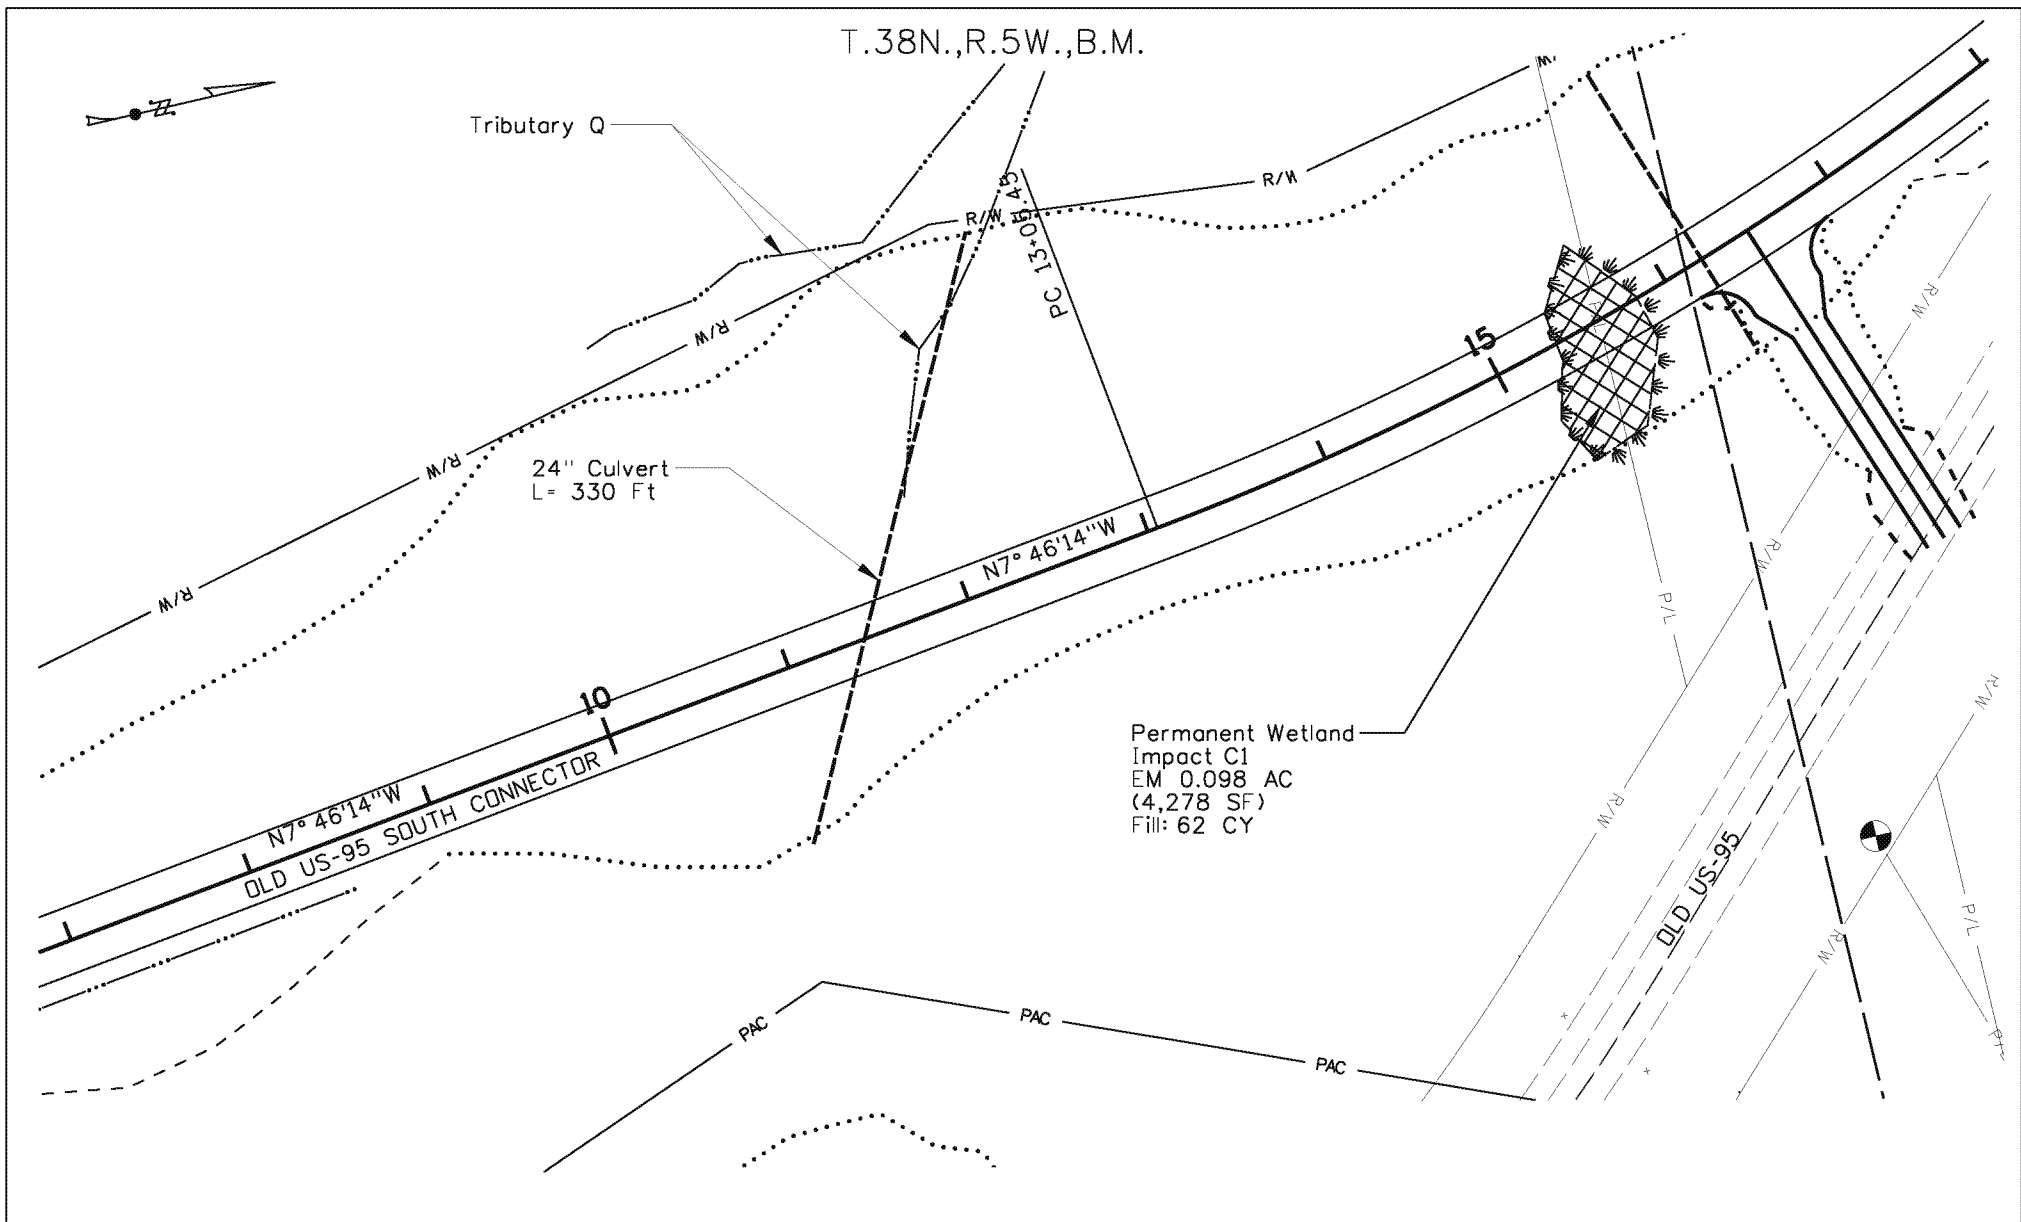 T.38N.,R.5W.,B.M.
N
Tributary Q
R/W
R/W
R/W
R/W
R/W
PC 13+05.45
24" Culvert
L= 330 Ft
15
N7° 46'14"W
10
N7° 46'14"W
OLD US-95 SOUTH CONNECTOR
Permanent Wetland
Impact C1
EM 0.098 AC
(4,278 SF)
Fill: 62 CY
R/W
R/W
P/L
R/W
R/W
R/W
OLD US-95
P/L
PAC
PAC
PAC